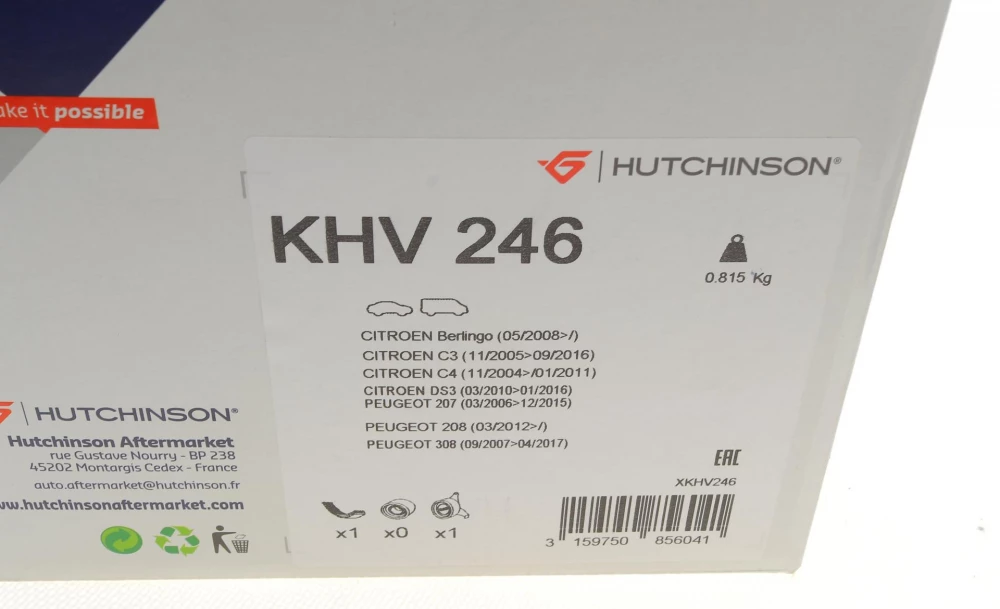 possible
HUTCHINSON®
KHV 246
0.815 Kg
CITROEN Berlingo (05/2008>/)
CITROEN C3 (11/2005>09/2016)
CITROEN C4 (11/2004>/01/2011)
CITROEN DS3 (03/2010>01/2016)
PEUGEOT 207 (03/2006>12/2015)
PEUGEOT 208 (03/2012>/)
PEUGEOT 308 (09/2007>04/2017)
EAC
XKHV246
x1 x0 x1
3 159750 856041
HUTCHINSON®
Hutchinson Aftermarket
rue Gustave Nourry - BP 238
45202 Montargis Cedex - France
auto.aftermarket@hutchinson.fr
w.hutchinsonaftermarket.com